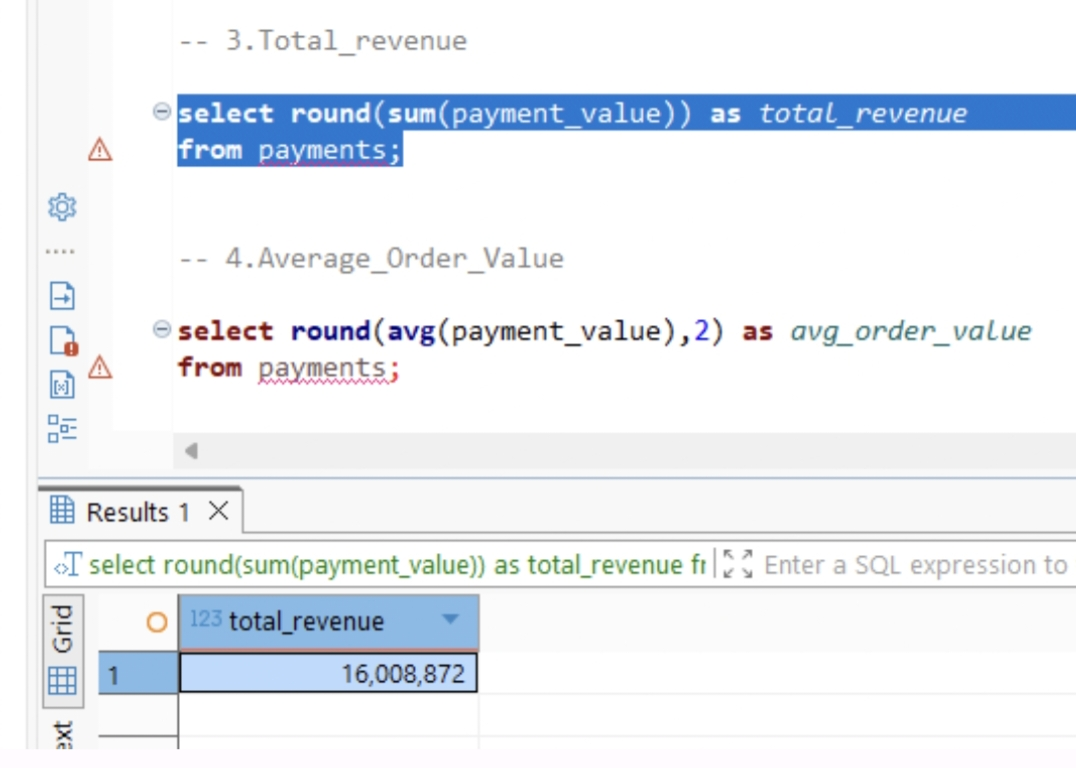 -- 3.Total_revenue
select round(sum(payment_value)) as total_revenue
from payments;
-- 4.Average_Order_Value
select round(avg(payment_value),2) as avg_order_value
from payments;
Results 1
select round(sum(payment_value)) as total_revenue fr
Enter a SQL expression to
Grid
123 total_revenue
1
16,008,872
ext